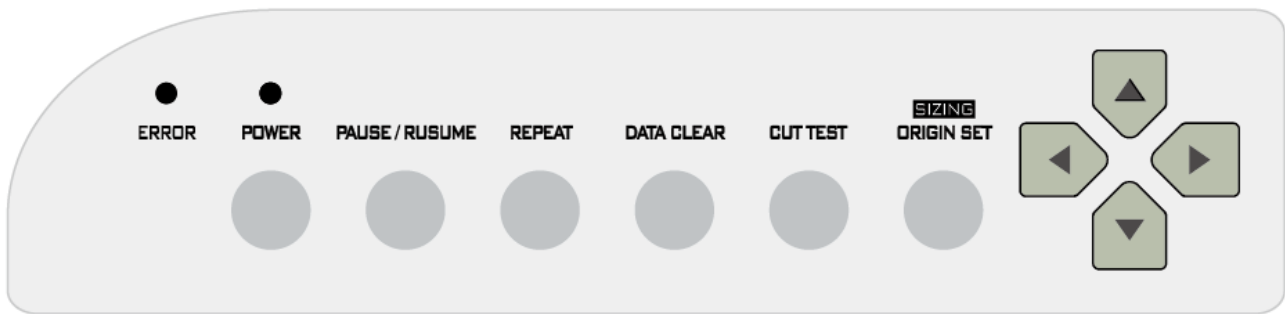 SIZING
ERROR POWER PAUSE / RUSUME REPEAT DATA CLEAR CUT TEST ORIGIN SET